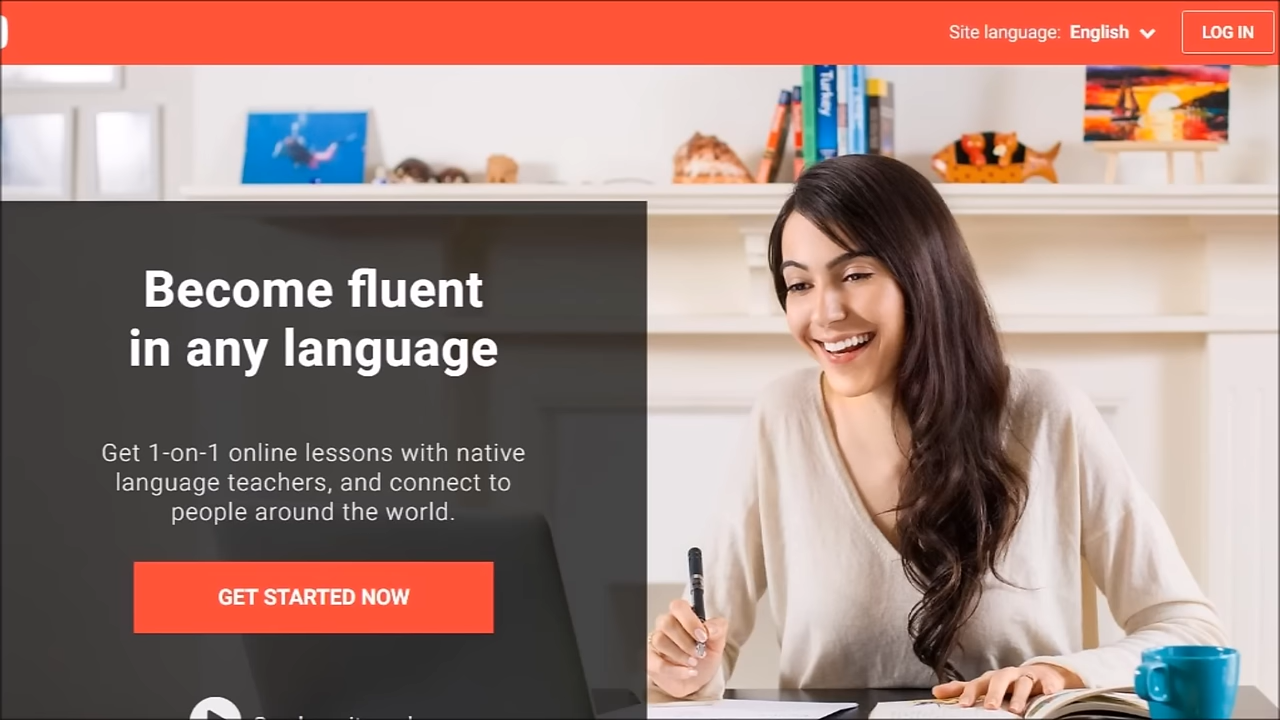 Site language: English
LOG IN
Turkey
Become fluent
in any language
Get 1-on-1 online lessons with native
language teachers, and connect to
people around the world.
GET STARTED NOW